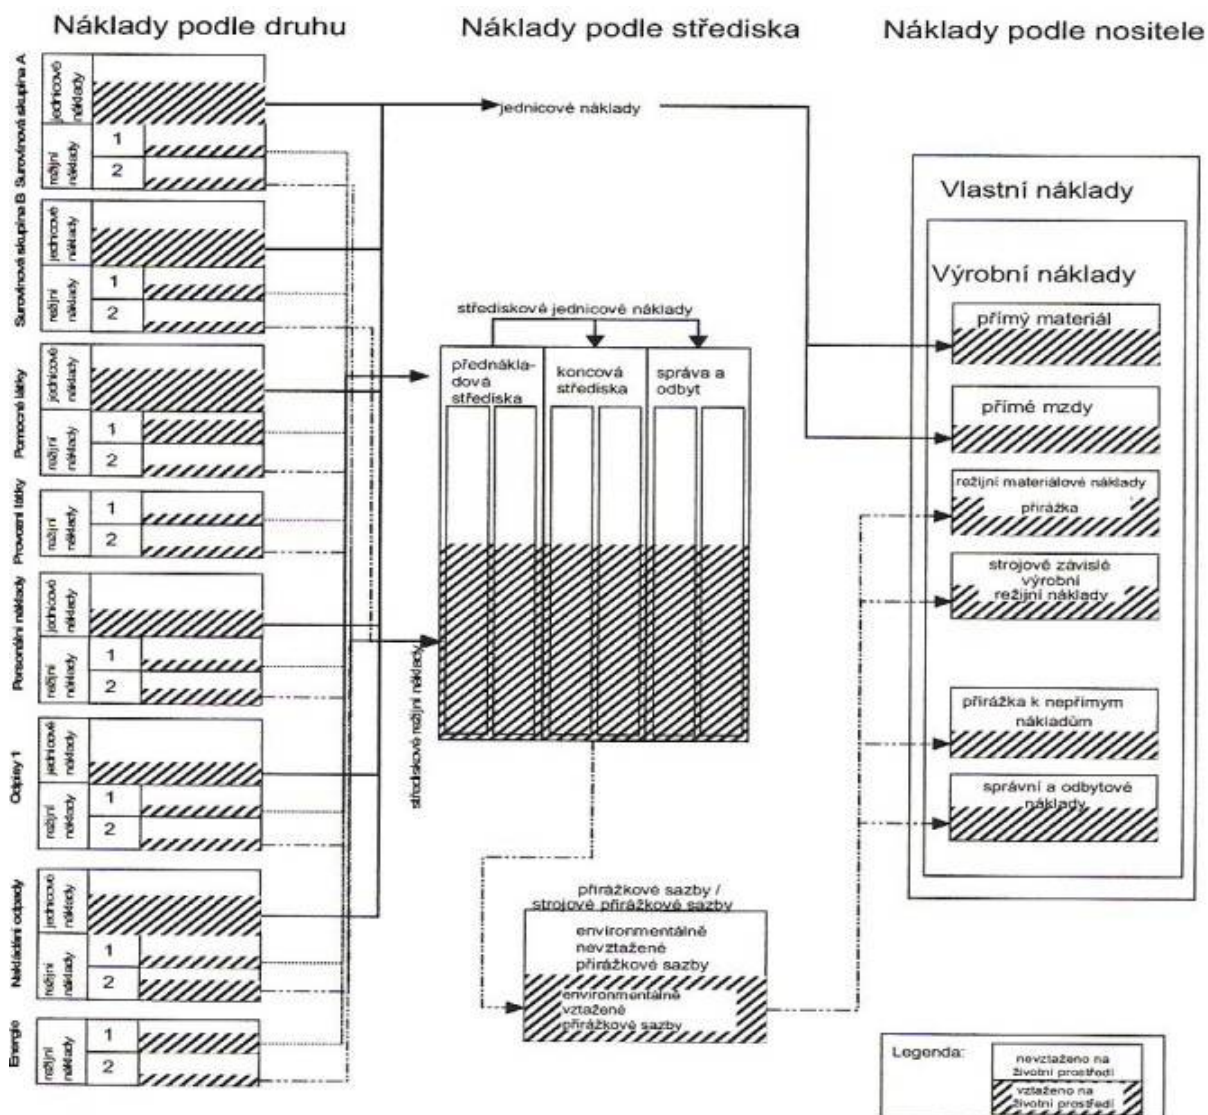 Náklady podle druhu
Náklady podle střediska
Náklady podle nositele
Surovinová skupina A
jednicové
náklady
režijní
náklady
1
2
Surovinová skupina B
jednicové
náklady
režijní
náklady
1
2
Pomocné látky
jednicové
náklady
režijní
náklady
1
2
Provozní látky
režijní
náklady
1
2
Personální náklady
jednicové
náklady
režijní
náklady
1
2
Odpisy 1
jednicové
náklady
režijní
náklady
1
2
Nakládání odpady
jednicové
náklady
režijní
náklady
1
2
Energie
režijní
náklady
1
2
jednicové náklady
střediskové jednicové náklady
přednákla-
dová
střediska
koncová
střediska
správa a
odbyt
střediskové režijní náklady
přirážkové sazby /
strojové přirážkové sazby
environmentálně
nevztažené
přirážkové sazby
environmentálně
vztažené
přirážkové sazby
Vlastní náklady
Výrobní náklady
přímý materiál
přímé mzdy
režijní materiálové náklady
přirážka
strojové závislé
výrobní
režijní náklady
přirážka k nepřímým
nákladům
správní a odbytové
náklady
Legenda:
nevztaženo na
životní prostředí
vztaženo na
životní prostředí